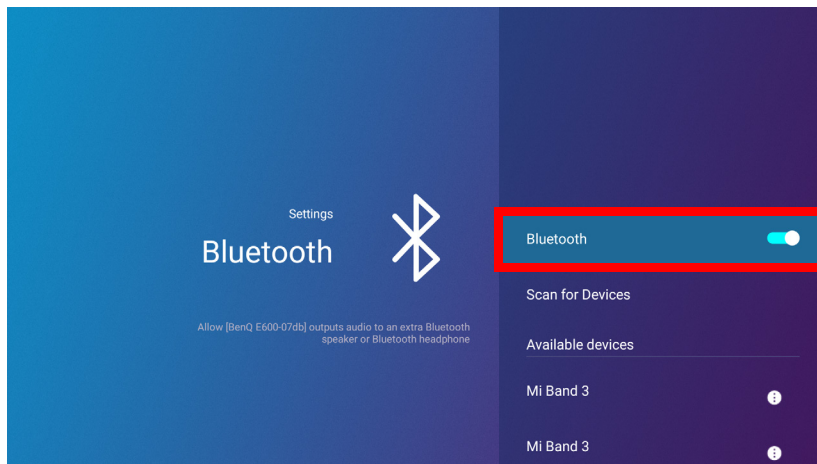 Settings
Bluetooth
Allow [BenQ E600-07db] outputs audio to an extra Bluetooth
speaker or Bluetooth headphone
Bluetooth
Scan for Devices
Available devices
Mi Band 3
Mi Band 3